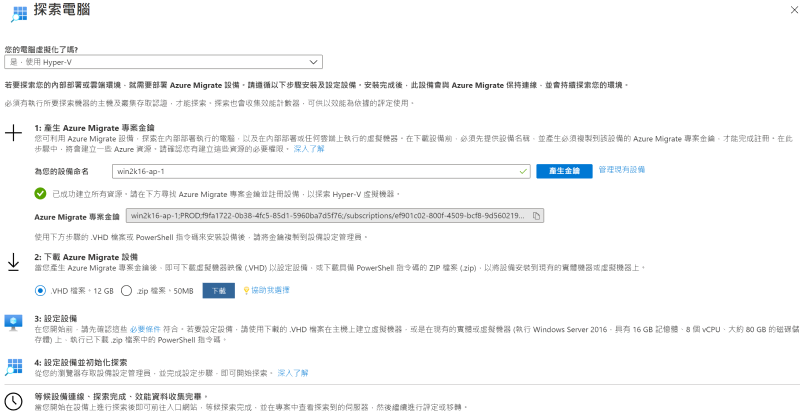 探索電腦
您的電腦虛擬化了嗎?
是，使用 Hyper-V
若要探索您的內部部署或雲端環境，就需要部署 Azure Migrate 設備。請遵循以下步驟安裝及設定設備。安裝完成後，此設備會與 Azure Migrate 保持連線，並會持續探索您的環境。
必須有執行所要探索機器的主機及叢集存取認證，才能探索。探索也會收集效能計數器，可供以效能為依據的評定使用。
1: 產生 Azure Migrate 專案金鑰
您可利用 Azure Migrate 設備，探索在內部部署執行的電腦，以及在內部部署或任何雲端上執行的虛擬機器。在下載設備前，必須先提供設備名稱，並產生必須複製到該設備的 Azure Migrate 專案金鑰，才能完成註冊。在此
步驟中，將會建立一些 Azure 資源。請確認您有建立這些資源的必要權限。 深入了解
為您的設備命名
win2k16-ap-1
產生金鑰
管理現有設備
已成功建立所有資源。請在下方尋找 Azure Migrate 專案金鑰並註冊設備，以探索 Hyper-V 虛擬機器。
Azure Migrate 專案金鑰
win2k16-ap-1;PROD;f9fa1722-0b38-4fc5-85d1-5960ba7d5f76;/subscriptions/ef901c02-800f-4509-bcf8-9d560219...
使用下方步驟的 .VHD 檔案或 PowerShell 指令碼來安裝設備後，請將金鑰複製到設備設定管理員。
2: 下載 Azure Migrate 設備
當您產生 Azure Migrate 專案金鑰後，即可下載虛擬機器映像 (.VHD) 以設定設備，或下載具備 PowerShell 指令碼的 ZIP 檔案 (.zip)，以將設備安裝到現有的實體機器或虛擬機器上。
.VHD 檔案，12 GB
.zip 檔案，50MB
下載
協助我選擇
3: 設定設備
在您開始前，請先確認這些 必要條件 符合。若要設定設備，請使用下載的 .VHD 檔案在主機上建立虛擬機器，或是在現有的實體或虛擬機器 (執行 Windows Server 2016，具有 16 GB 記憶體、8 個 vCPU、大約 80 GB 的磁碟儲
存體) 上，執行已下載 .zip 檔案中的 PowerShell 指令碼。
4: 設定設備並初始化探索
從您的瀏覽器存取設備設定管理員，並完成設定步驟，即可開始探索。 深入了解
等候設備連線、探索完成、效能資料收集完畢。
當您開始在設備上進行探索後即可前往入口網站，等候探索完成，並在專案中查看探索到的伺服器，然後繼續進行評定或移轉。